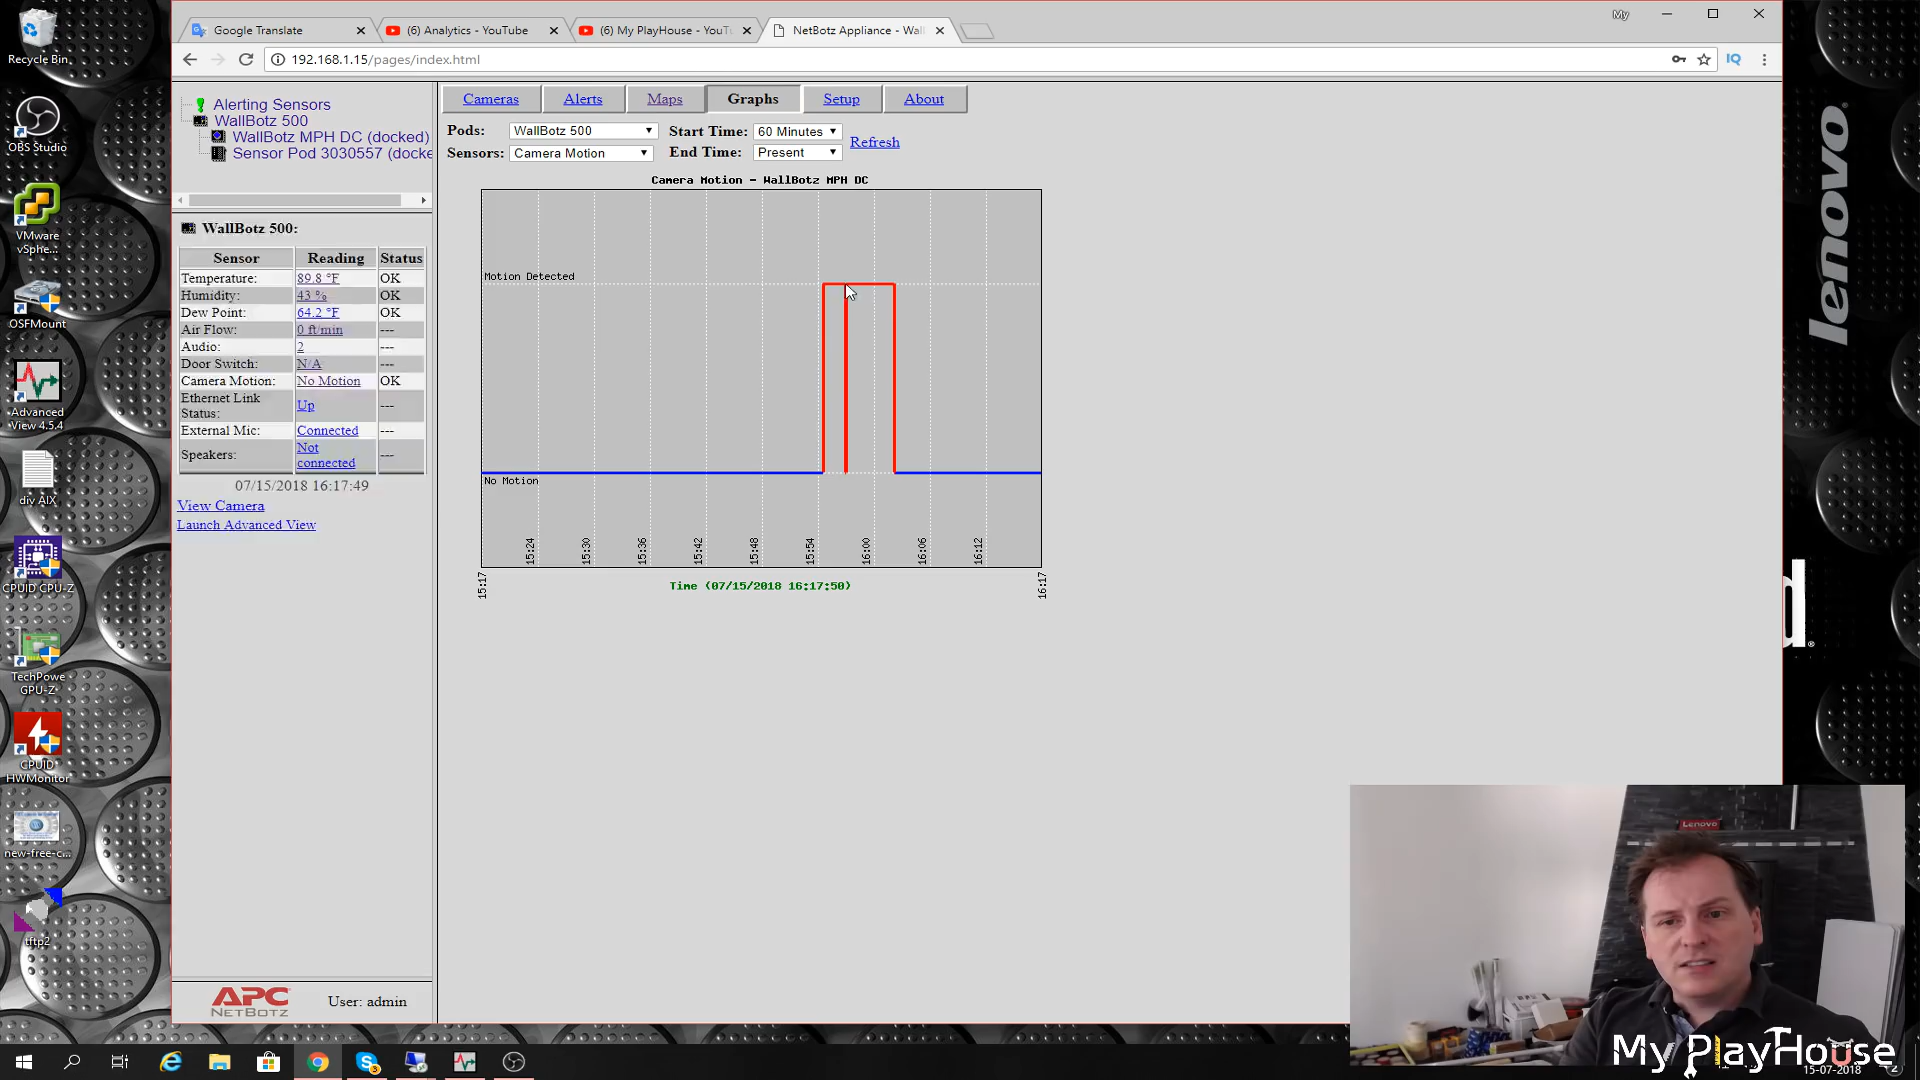 Google Translate
(6) Analytics - YouTube
(6) My PlayHouse - YouT
NetBotz Appliance - Wal
My
192.168.1.15/pages/index.html
IQ
Recycle Bin
OBS Studio
VMware
vSphe...
OSFMount
Advanced
View 4.5.4
div AIX
CPUID CPU-Z
TechPowe
GPU-Z
CPUID
HWMonitor
new-free-c...
tftp2
Alerting Sensors
WallBotz 500
WallBotz MPH DC (docked)
Sensor Pod 3030557 (docke
WallBotz 500:
Sensor Reading Status
Temperature: 89.8 °F OK
Humidity: 43 % OK
Dew Point: 64.2 °F OK
Air Flow: 0 ft/min ---
Audio: 2 ---
Door Switch: N/A ---
Camera Motion: No Motion OK
Ethernet Link
Status: Up ---
External Mic: Connected ---
Speakers: Not
connected ---
07/15/2018 16:17:49
View Camera
Launch Advanced View
APC
NETBOTZ
User: admin
Cameras
Alerts
Maps
Graphs
Setup
About
Pods: WallBotz 500 Start Time: 60 Minutes
Refresh
Sensors: Camera Motion End Time: Present
Camera Motion - WallBotz MPH DC
Motion Detected
No Motion
15:17 15:24 15:30 15:36 15:42 15:48 15:54 16:00 16:06 16:12 16:17
Time (07/15/2018 16:17:50)
lenovo
d
Lenovo
My PlayHouse
15-07-2018